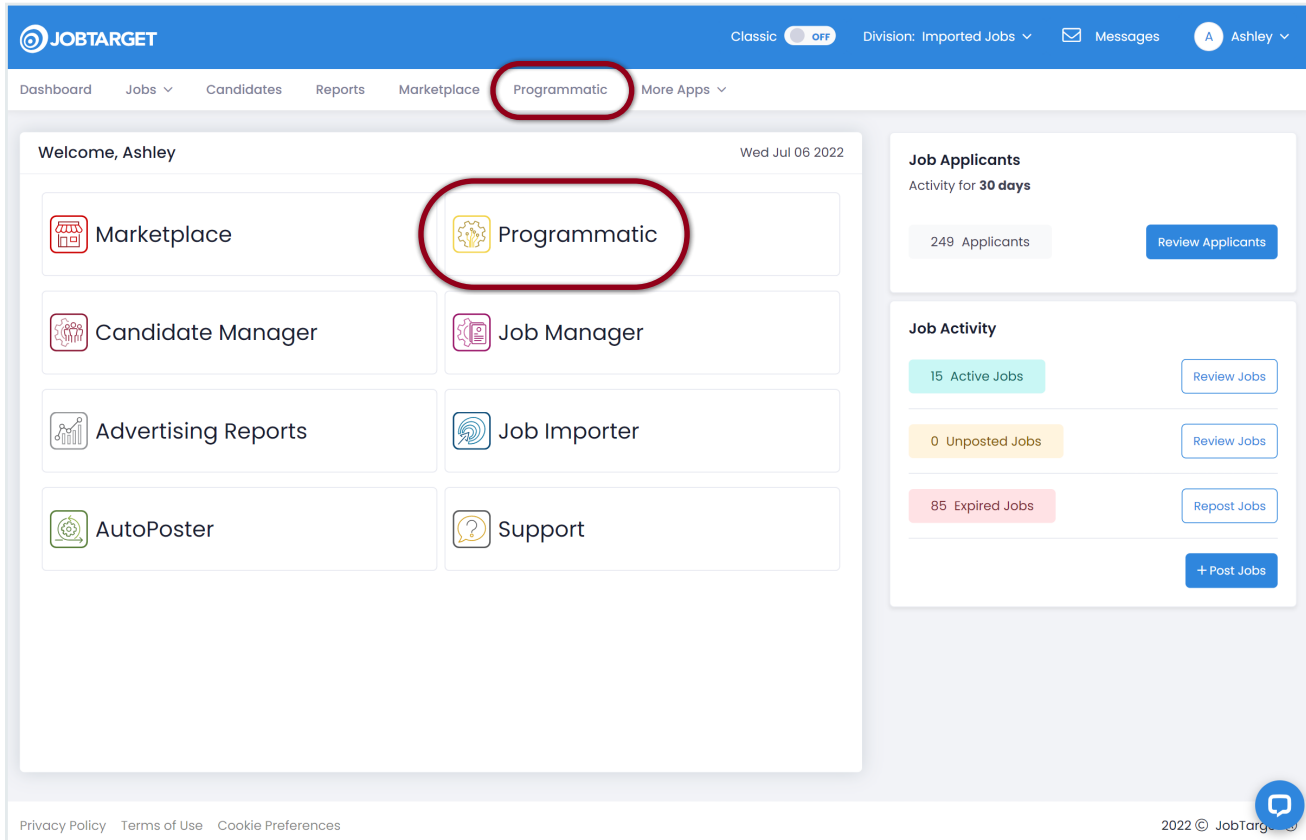 JOBTARGET
Classic OFF Division: Imported Jobs Messages A Ashley
Dashboard Jobs Candidates Reports Marketplace Programmatic More Apps
Welcome, Ashley Wed Jul 06 2022
Marketplace
Programmatic
Candidate Manager
Job Manager
Advertising Reports
Job Importer
AutoPoster
Support
Job Applicants
Activity for 30 days
249 Applicants Review Applicants
Job Activity
15 Active Jobs Review Jobs
0 Unposted Jobs Review Jobs
85 Expired Jobs Repost Jobs
+ Post Jobs
Privacy Policy Terms of Use Cookie Preferences 2022 ©